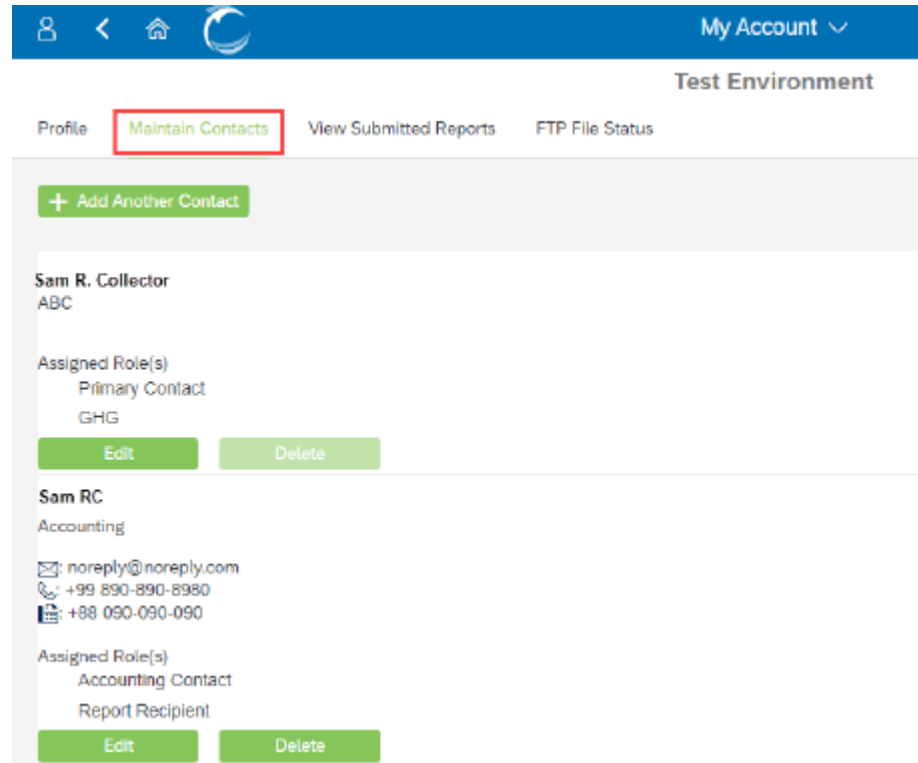 My Account
Test Environment
Profile Maintain Contacts View Submitted Reports FTP File Status
+ Add Another Contact
Sam R. Collector
ABC
Assigned Role(s)
Primary Contact
GHG
Edit Delete
Sam RC
Accounting
: noreply@noreply.com
: +99 890-890-8980
: +88 090-090-090
Assigned Role(s)
Accounting Contact
Report Recipient
Edit Delete